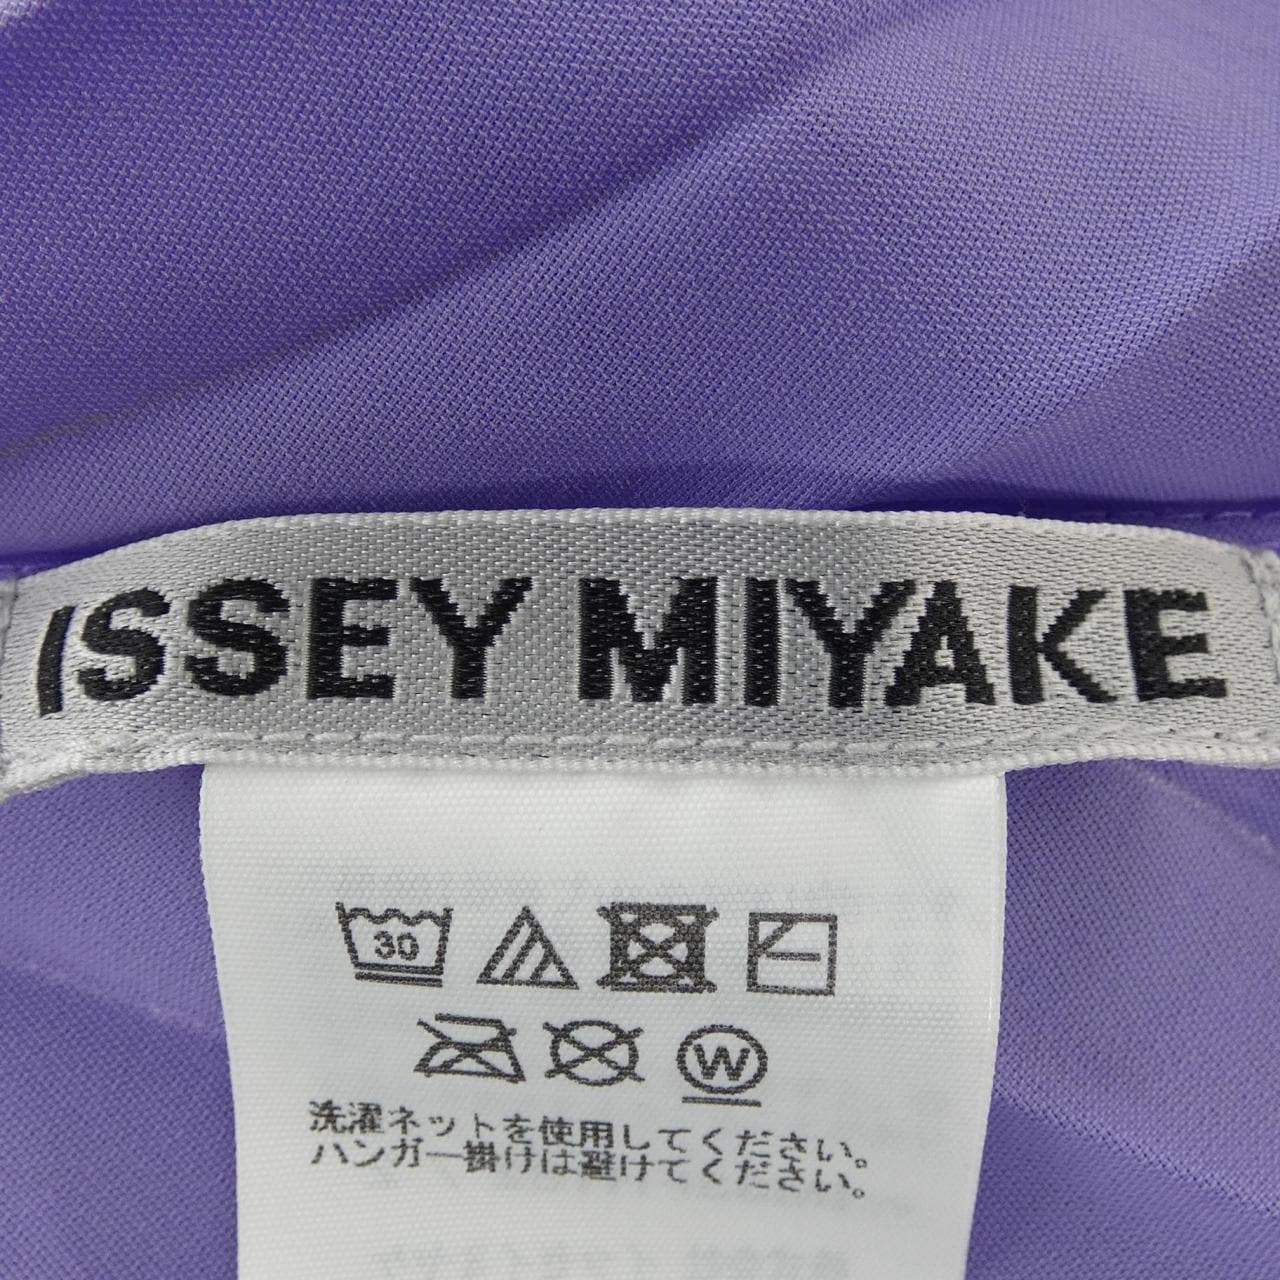 ISSEY MIYAKE
30
W
洗濯ネットを使用してください。
ハンガー掛けは避けてください。